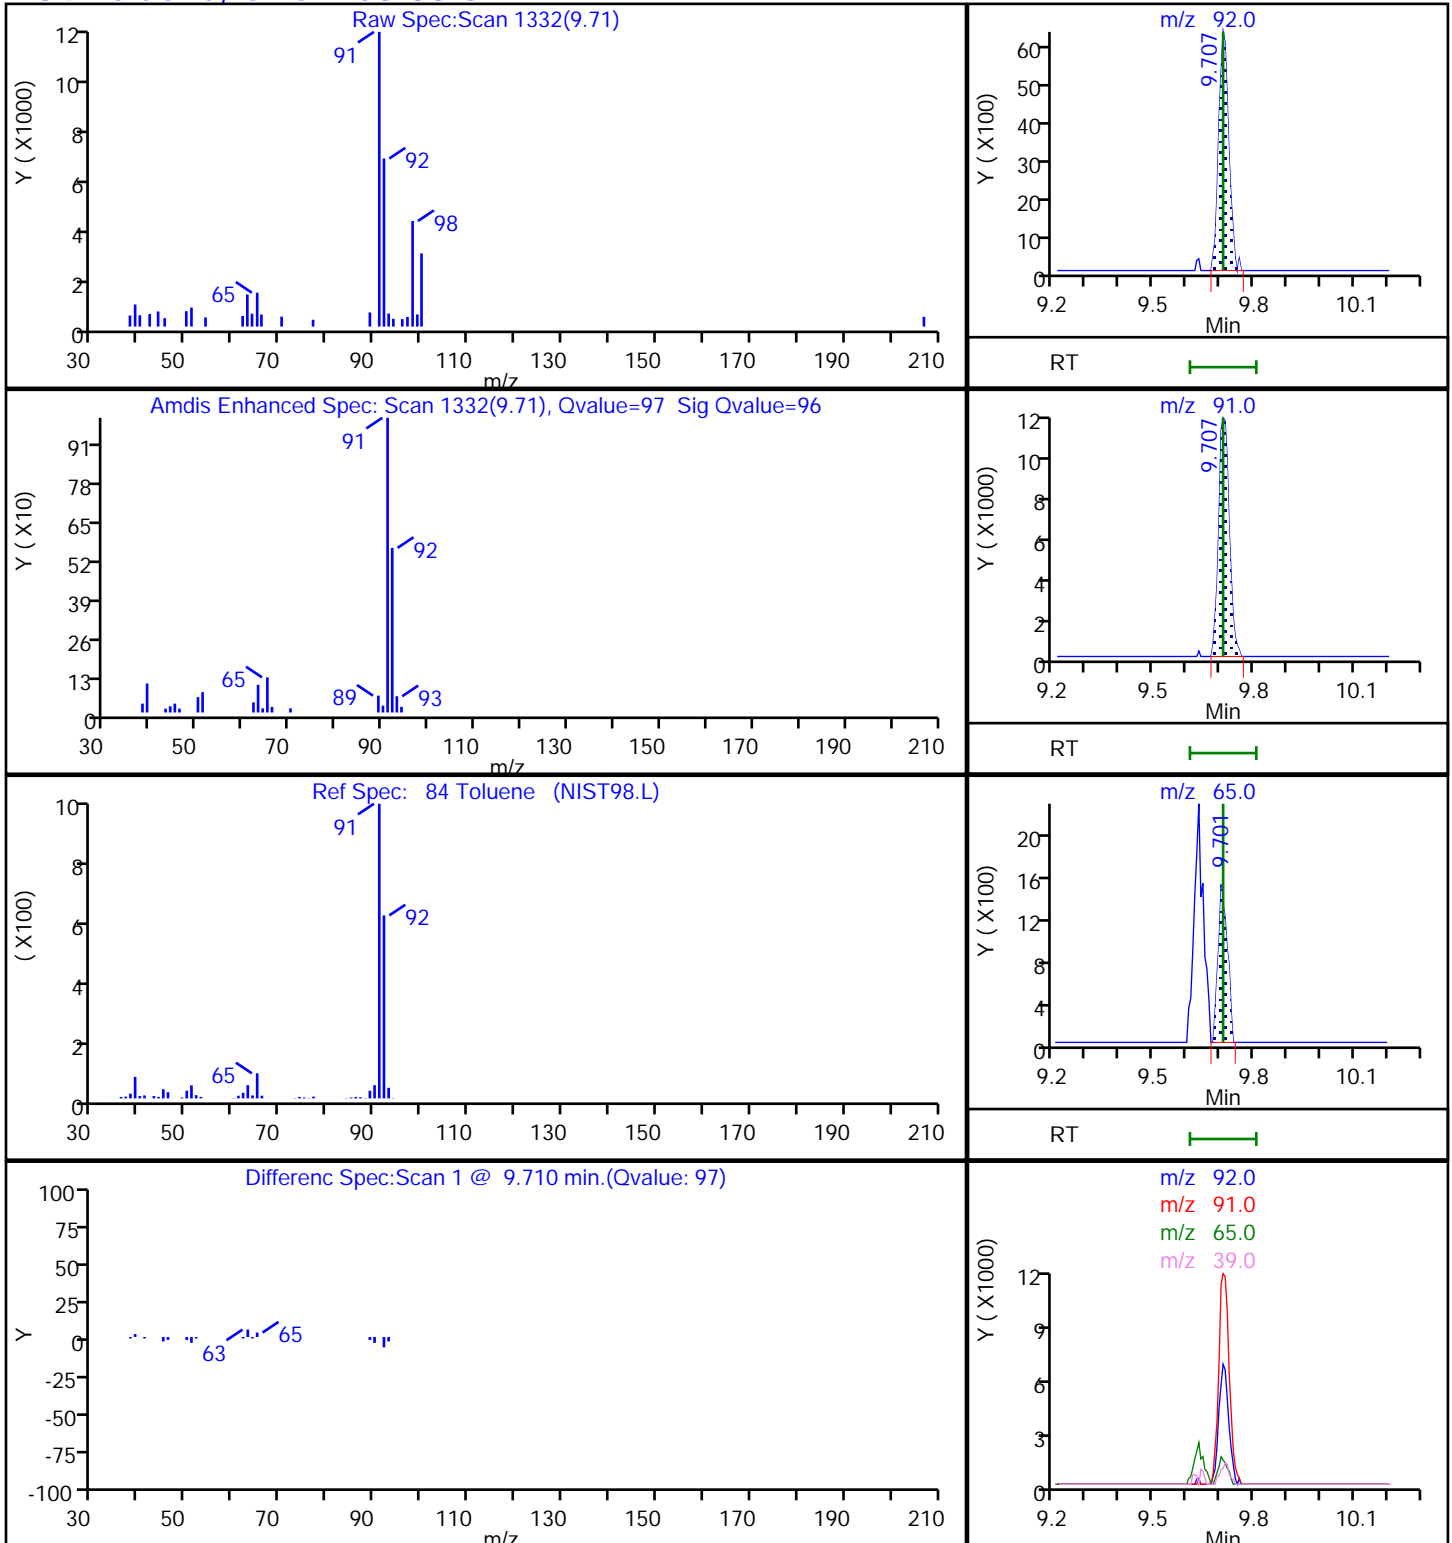 Raw Spec:Scan 1332(9.71)
Y ( X1000)
12
10
8
6
4
2
0
91
92
98
65
30 50 70 90 110 130 150 170 190 210
m/z
m/z 92.0
Y ( X100)
60
50
40
30
20
10
0
9.707
9.2 9.5 9.8 10.1
Min
RT
Amdis Enhanced Spec: Scan 1332(9.71), Qvalue=97 Sig Qvalue=96
Y ( X10)
91
78
65
52
39
26
13
0
91
92
65
89
93
30 50 70 90 110 130 150 170 190 210
m/z
m/z 91.0
Y ( X1000)
12
10
8
6
4
2
0
9.707
9.2 9.5 9.8 10.1
Min
RT
Ref Spec: 84 Toluene (NIST98.L)
( X100)
10
8
6
4
2
0
91
92
65
30 50 70 90 110 130 150 170 190 210
m/z 65.0
Y ( X100)
20
16
12
8
4
0
9.701
9.2 9.5 9.8 10.1
Min
RT
Differenc Spec:Scan 1 @ 9.710 min.(Qvalue: 97)
Y
100
75
50
25
0
-25
-50
-75
-100
63
65
30 50 70 90 110 130 150 170 190 210
m/z
m/z 92.0
m/z 91.0
m/z 65.0
m/z 39.0
Y ( X1000)
12
9
6
3
0
9.2 9.5 9.8 10.1
Min